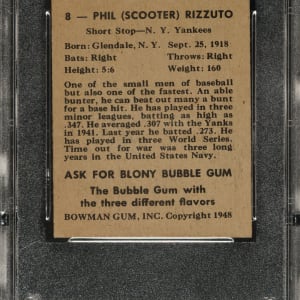 8 — PHIL (SCOOTER) RIZZUTO
Short Stop—N. Y. Yankees
Born: Glendale, N. Y. Sept. 25, 1918
Bats: Right Throws: Right
Height: 5:6 Weight: 160
One of the small men of baseball
but also one of the fastest. An able
bunter, he can beat out many a bunt
for a base hit. He has played in three
minor leagues, batting as high as
.347. He averaged .307 with the Yanks
in 1941. Last year he batted .273. He
has played in three World Series.
Time out for war was three long
years in the United States Navy.
ASK FOR BLONY BUBBLE GUM
The Bubble Gum with
the three different flavors
BOWMAN GUM, INC. Copyright 1948